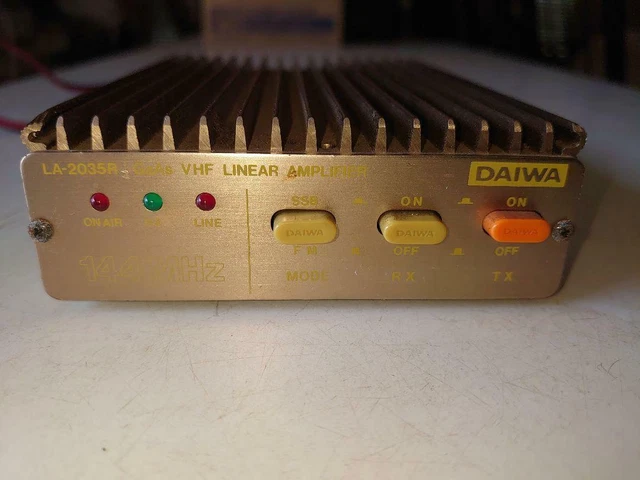 LA-2035R VHF LINEAR AMPLIFIER
DAIWA
ON AIR LINE
144MHz
SSB ON ON
DAIWA DAIWA DAIWA
FM OFF OFF
MODE RX TX